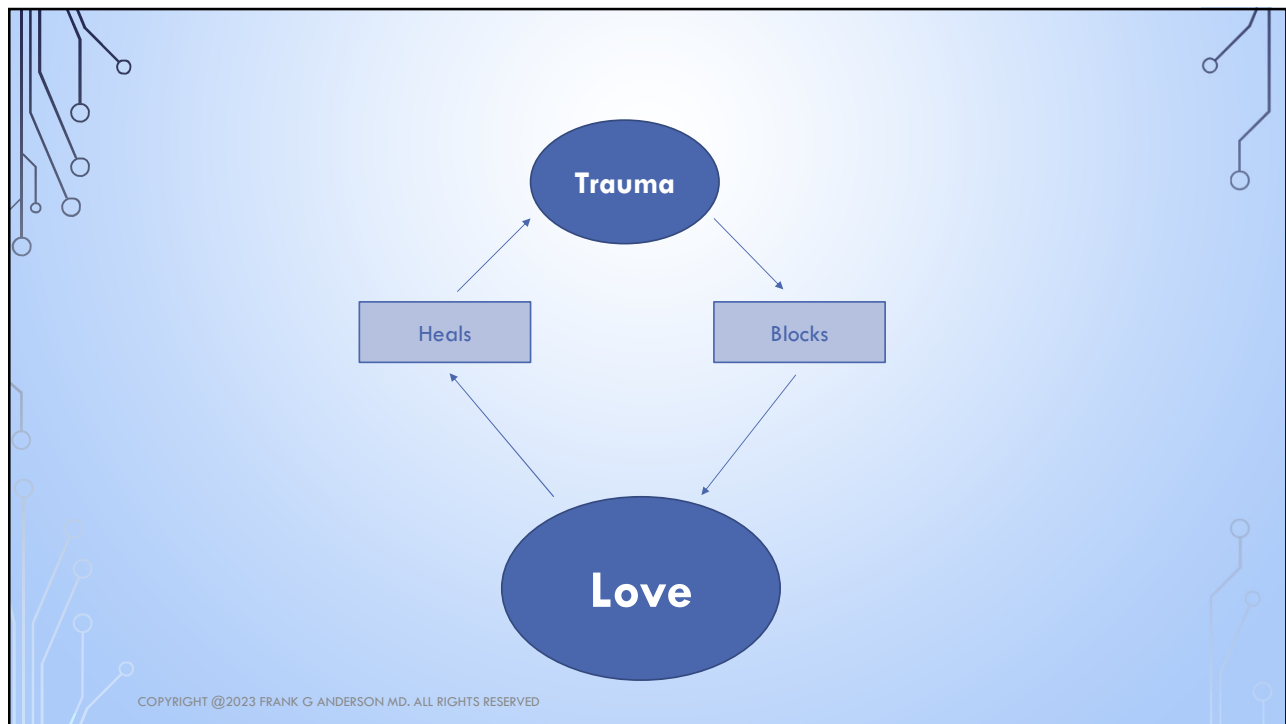 Trauma
Heals
Blocks
Love
COPYRIGHT @2023 FRANK G ANDERSON MD. ALL RIGHTS RESERVED